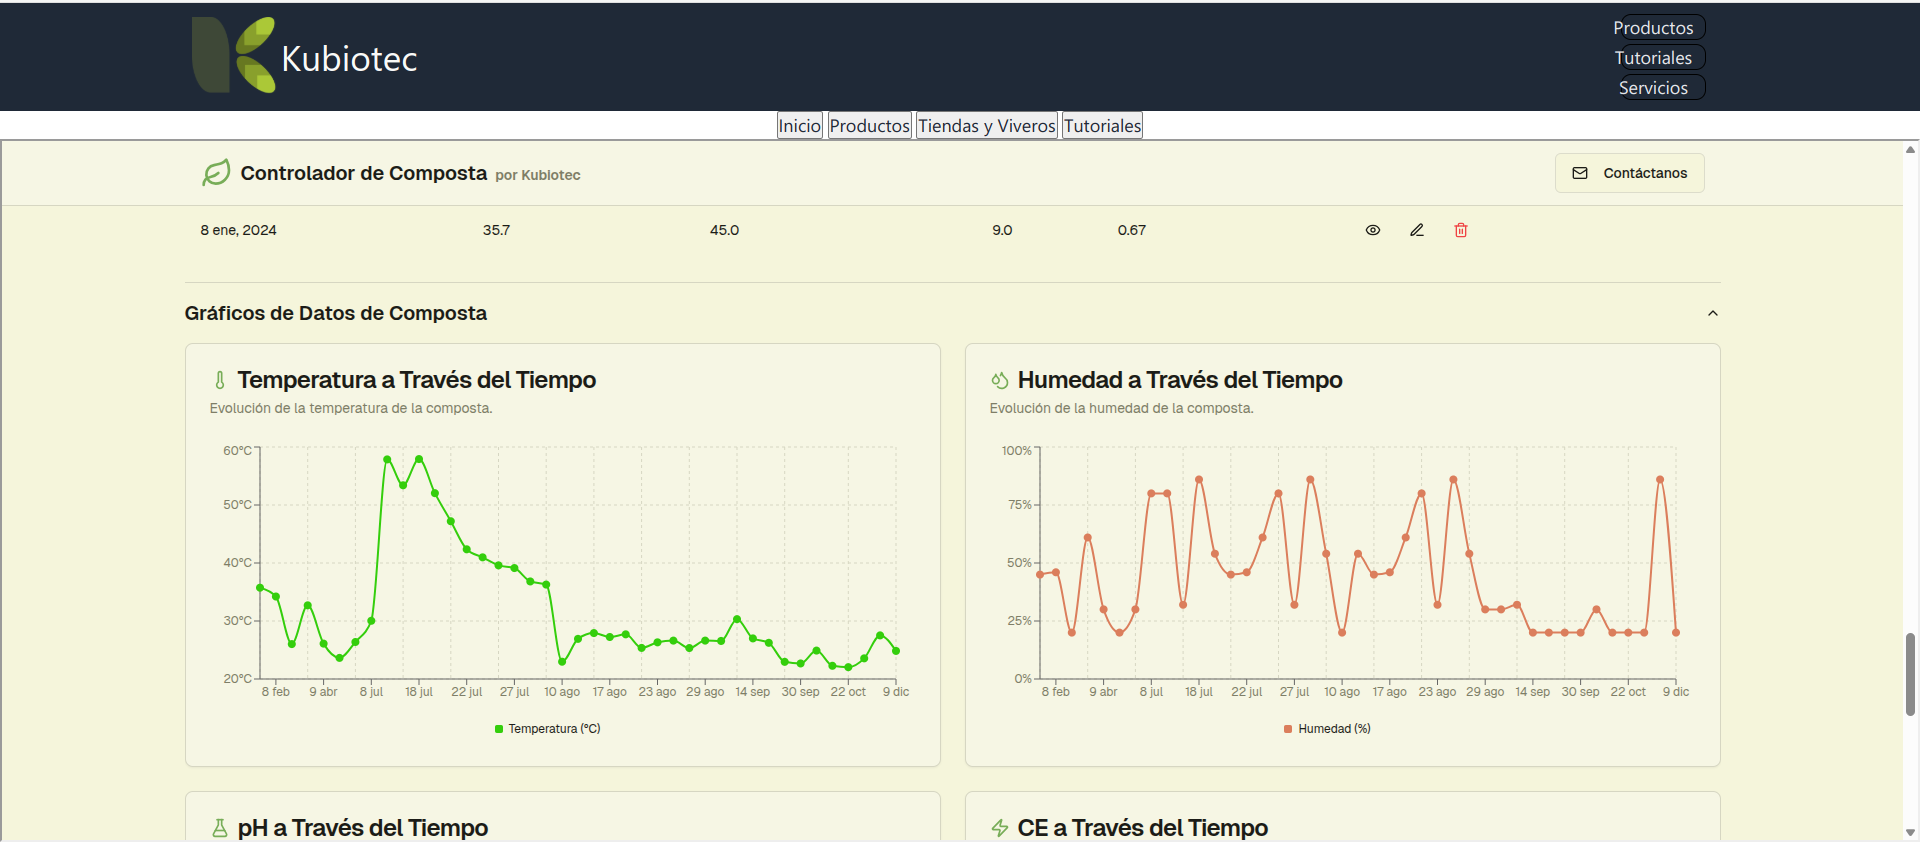 Kubiotec
Productos
Tutoriales
Servicios
Inicio Productos Tiendas y Viveros Tutoriales
Controlador de Composta por Kubiotec
Contáctanos
8 ene, 2024 35.7 45.0 9.0 0.67
Gráficos de Datos de Composta
Temperatura a Través del Tiempo
Evolución de la temperatura de la composta.
60°C
50°C
40°C
30°C
20°C
8 feb 9 abr 8 jul 18 jul 22 jul 27 jul 10 ago 17 ago 23 ago 29 ago 14 sep 30 sep 22 oct 9 dic
Temperatura (°C)
Humedad a Través del Tiempo
Evolución de la humedad de la composta.
100%
75%
50%
25%
0%
8 feb 9 abr 8 jul 18 jul 22 jul 27 jul 10 ago 17 ago 23 ago 29 ago 14 sep 30 sep 22 oct 9 dic
Humedad (%)
pH a Través del Tiempo
CE a Través del Tiempo